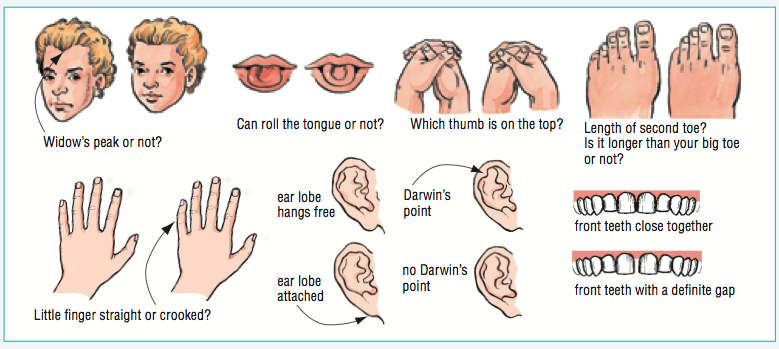 Widow's peak or not?
Can roll the tongue or not?
Which thumb is on the top?
Length of second toe?
Is it longer than your big toe
or not?
Little finger straight or crooked?
ear lobe
hangs free
ear lobe
attached
Darwin's
point
no Darwin's
point
front teeth close together
front teeth with a definite gap